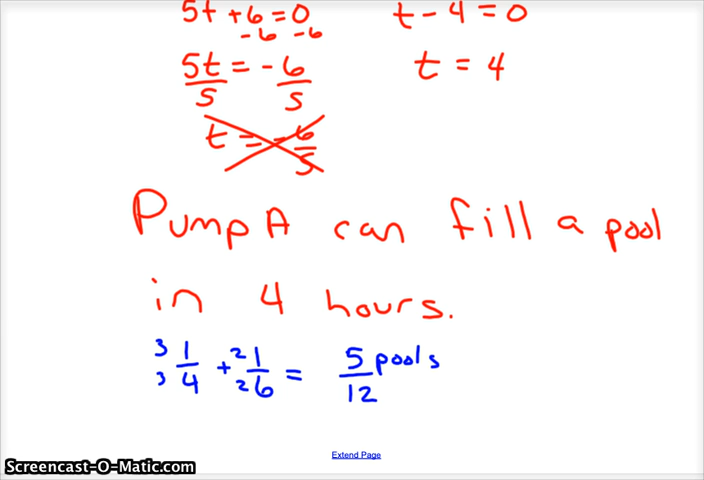 5t + 6 = 0 t - 4 = 0
-6 -6
5t = -6 t = 4
5 5
t = -6/5
Pump A can fill a pool
in 4 hours.
3 1 + 2 1 = 5 pools
3 4 2 6 12
Extend Page
Screencast-O-Matic.com